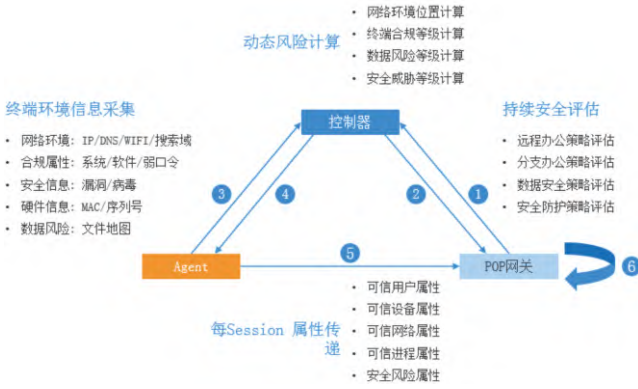 动态风险计算
• 网络环境位置计算
• 终端合规等级计算
• 数据风险等级计算
• 安全威胁等级计算
终端环境信息采集
• 网络环境: IP/DNS/WIFI/搜索域
• 合规属性: 系统/软件/弱口令
• 安全信息: 漏洞/病毒
• 硬件信息: MAC/序列号
• 数据风险: 文件地图
控制器
持续安全评估
• 远程办公策略评估
• 分支办公策略评估
• 数据安全策略评估
• 安全防护策略评估
3
4
2
1
Agent
5
POP网关
6
每Session 属性传
递
• 可信用户属性
• 可信设备属性
• 可信网络属性
• 可信进程属性
• 安全风险属性